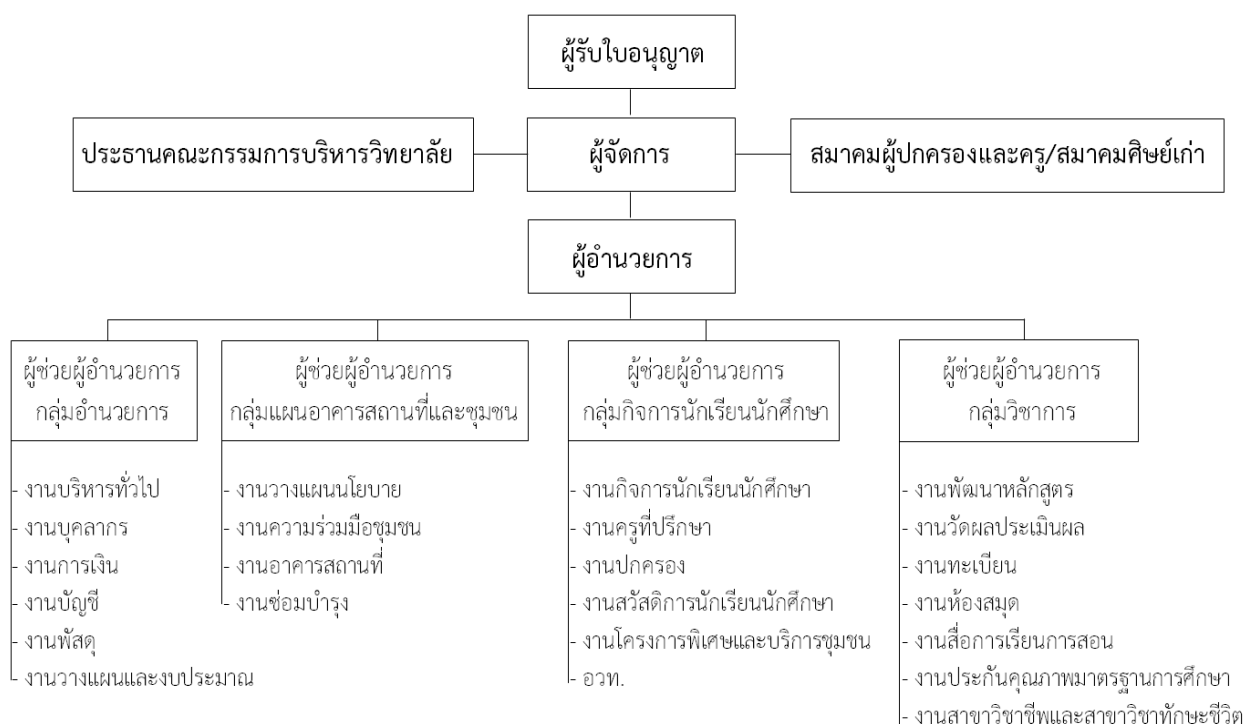 ผู้รับใบอนุญาต
ประธานคณะกรรมการบริหารวิทยาลัย
ผู้จัดการ
สมาคมผู้ปกครองและครู/สมาคมศิษย์เก่า
ผู้อำนวยการ
ผู้ช่วยผู้อำนวยการ
กลุ่มอำนวยการ
- งานบริหารทั่วไป
- งานบุคลากร
- งานการเงิน
- งานบัญชี
- งานพัสดุ
- งานวางแผนและงบประมาณ
ผู้ช่วยผู้อำนวยการ
กลุ่มแผนอาคารสถานที่และชุมชน
- งานวางแผนนโยบาย
- งานความร่วมมือชุมชน
- งานอาคารสถานที่
- งานซ่อมบำรุง
ผู้ช่วยผู้อำนวยการ
กลุ่มกิจการนักเรียนนักศึกษา
- งานกิจการนักเรียนนักศึกษา
- งานครูที่ปรึกษา
- งานปกครอง
- งานสวัสดิการนักเรียนนักศึกษา
- งานโครงการพิเศษและบริการชุมชน
- อวท.
ผู้ช่วยผู้อำนวยการ
กลุ่มวิชาการ
- งานพัฒนาหลักสูตร
- งานวัดผลประเมินผล
- งานทะเบียน
- งานห้องสมุด
- งานสื่อการเรียนการสอน
- งานประกันคุณภาพมาตรฐานการศึกษา
- งานสาขาวิชาชีพและสาขาวิชาทักษะชีวิต